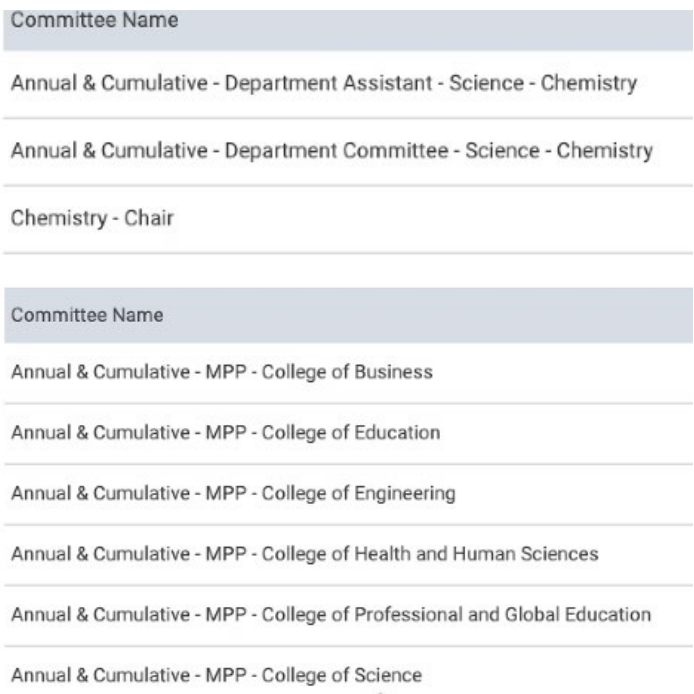 Committee Name
Annual & Cumulative - Department Assistant - Science - Chemistry
Annual & Cumulative - Department Committee - Science - Chemistry
Chemistry - Chair
Committee Name
Annual & Cumulative - MPP - College of Business
Annual & Cumulative - MPP - College of Education
Annual & Cumulative - MPP - College of Engineering
Annual & Cumulative - MPP - College of Health and Human Sciences
Annual & Cumulative - MPP - College of Professional and Global Education
Annual & Cumulative - MPP - College of Science